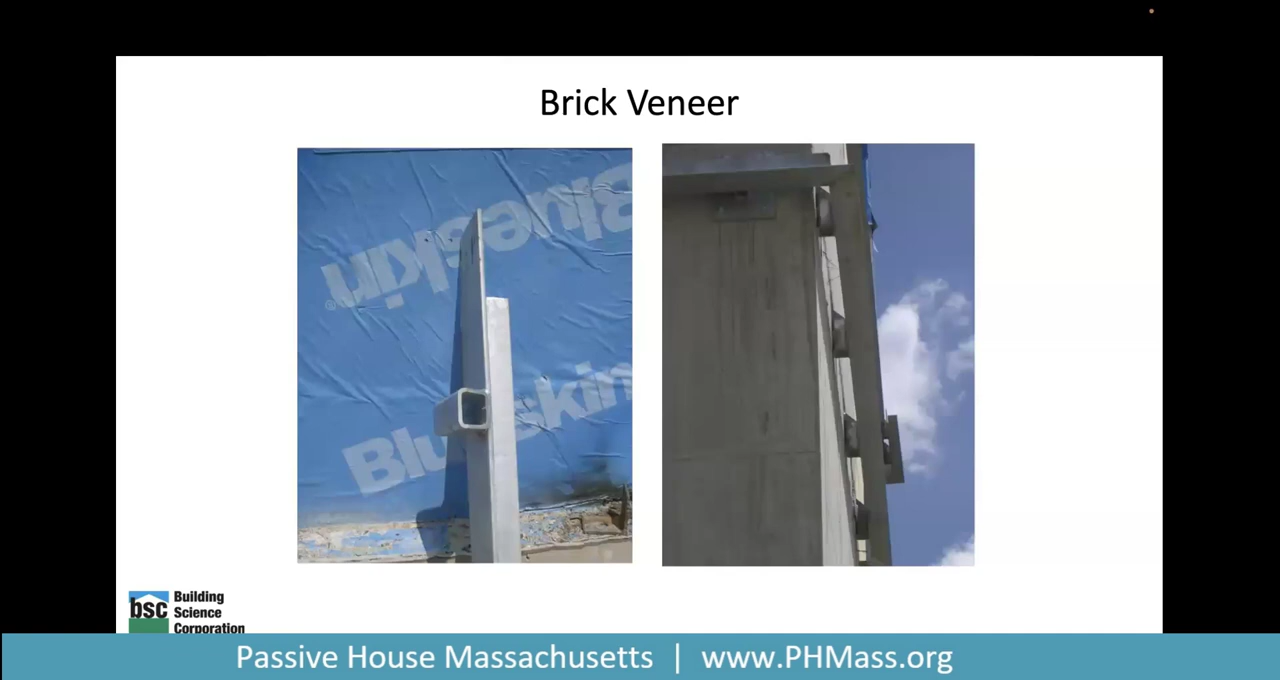 Brick Veneer
Blueskin
Blueskin
®
bsc
Building
Science
Corporation
Passive House Massachusetts | www.PHMass.org